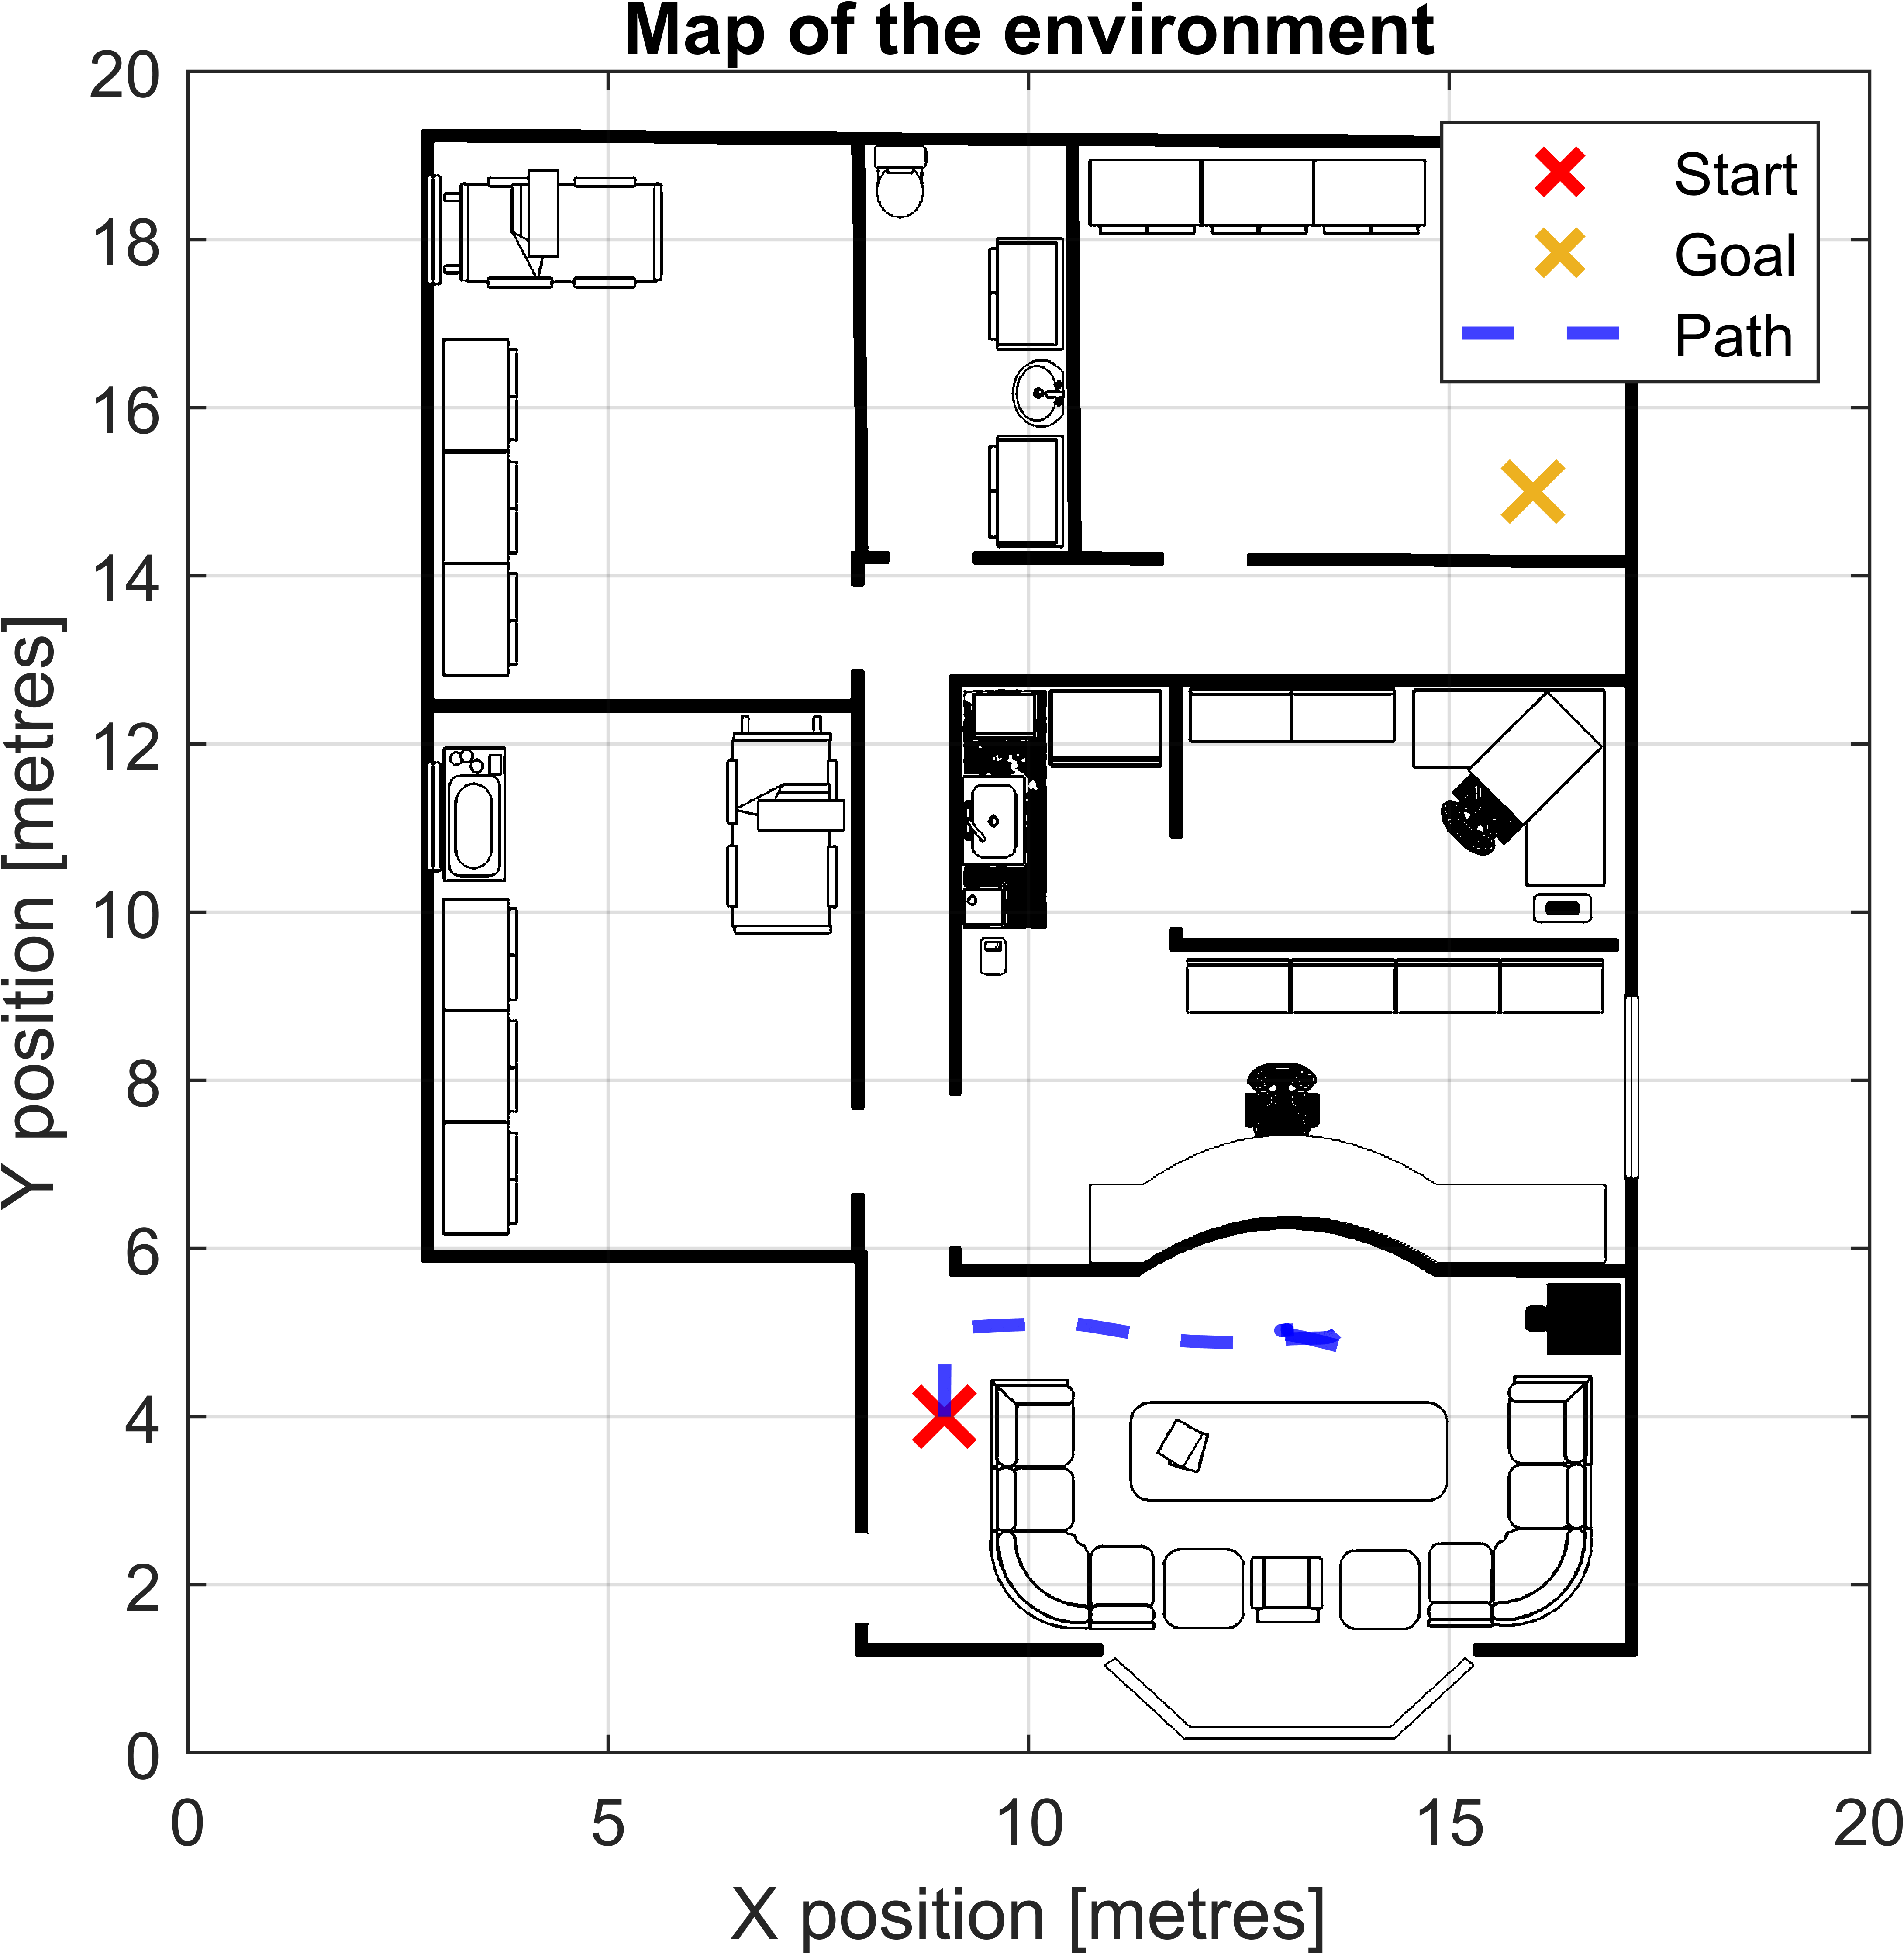 Map of the environment
20
18
16
14
12
10
8
6
4
2
0
0 5 10 15 20
Y position [metres]
X position [metres]
Start
Goal
Path